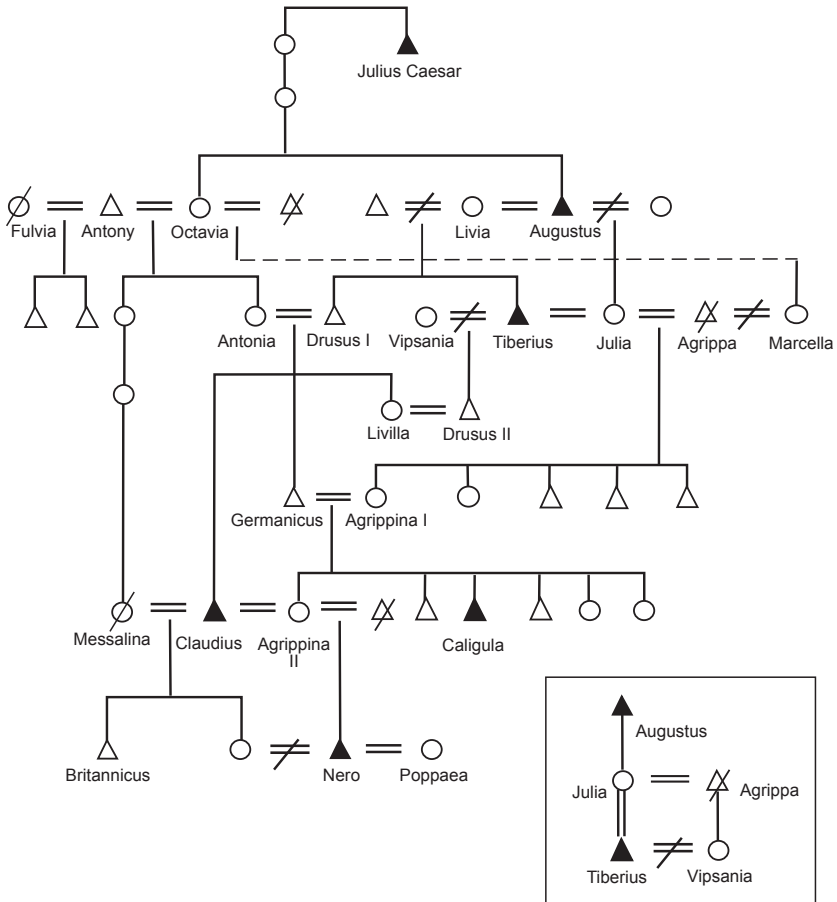 Julius Caesar
Fulvia Antony Octavia Livia Augustus
Antonia Drusus I Vipsania Tiberius Julia Agrippa Marcella
Livilla Drusus II
Germanicus Agrippina I
Messalina Claudius Agrippina Caligula
II
Britannicus Nero Poppaea
Augustus
Julia Agrippa
Tiberius Vipsania